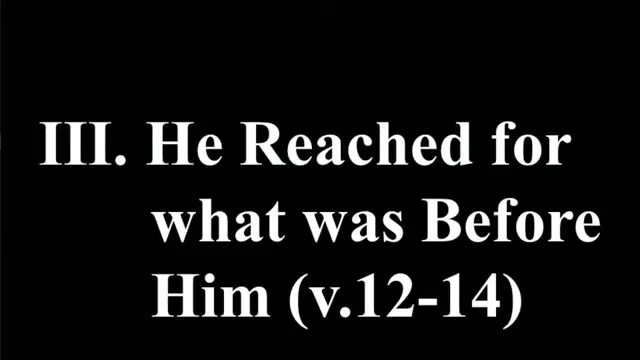 III. He Reached for
what was Before
Him (v.12-14)